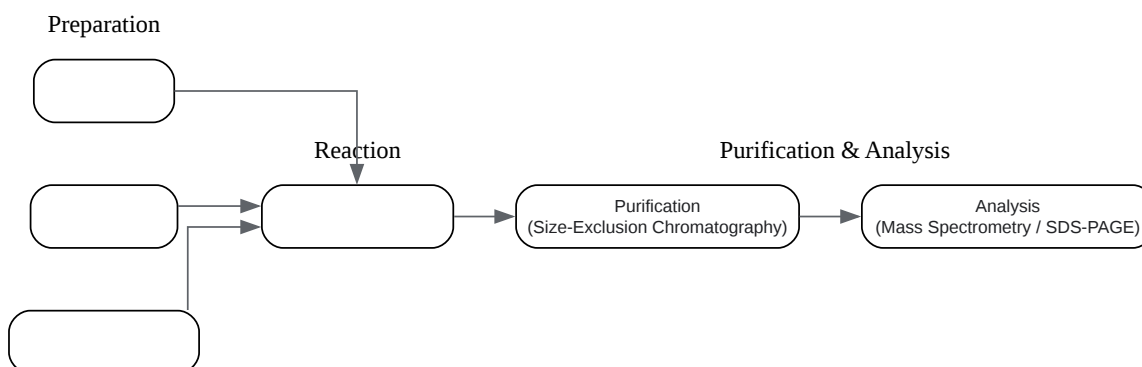 Preparation
Reaction
Purification & Analysis
Purification
(Size-Exclusion Chromatography)
Analysis
(Mass Spectrometry / SDS-PAGE)